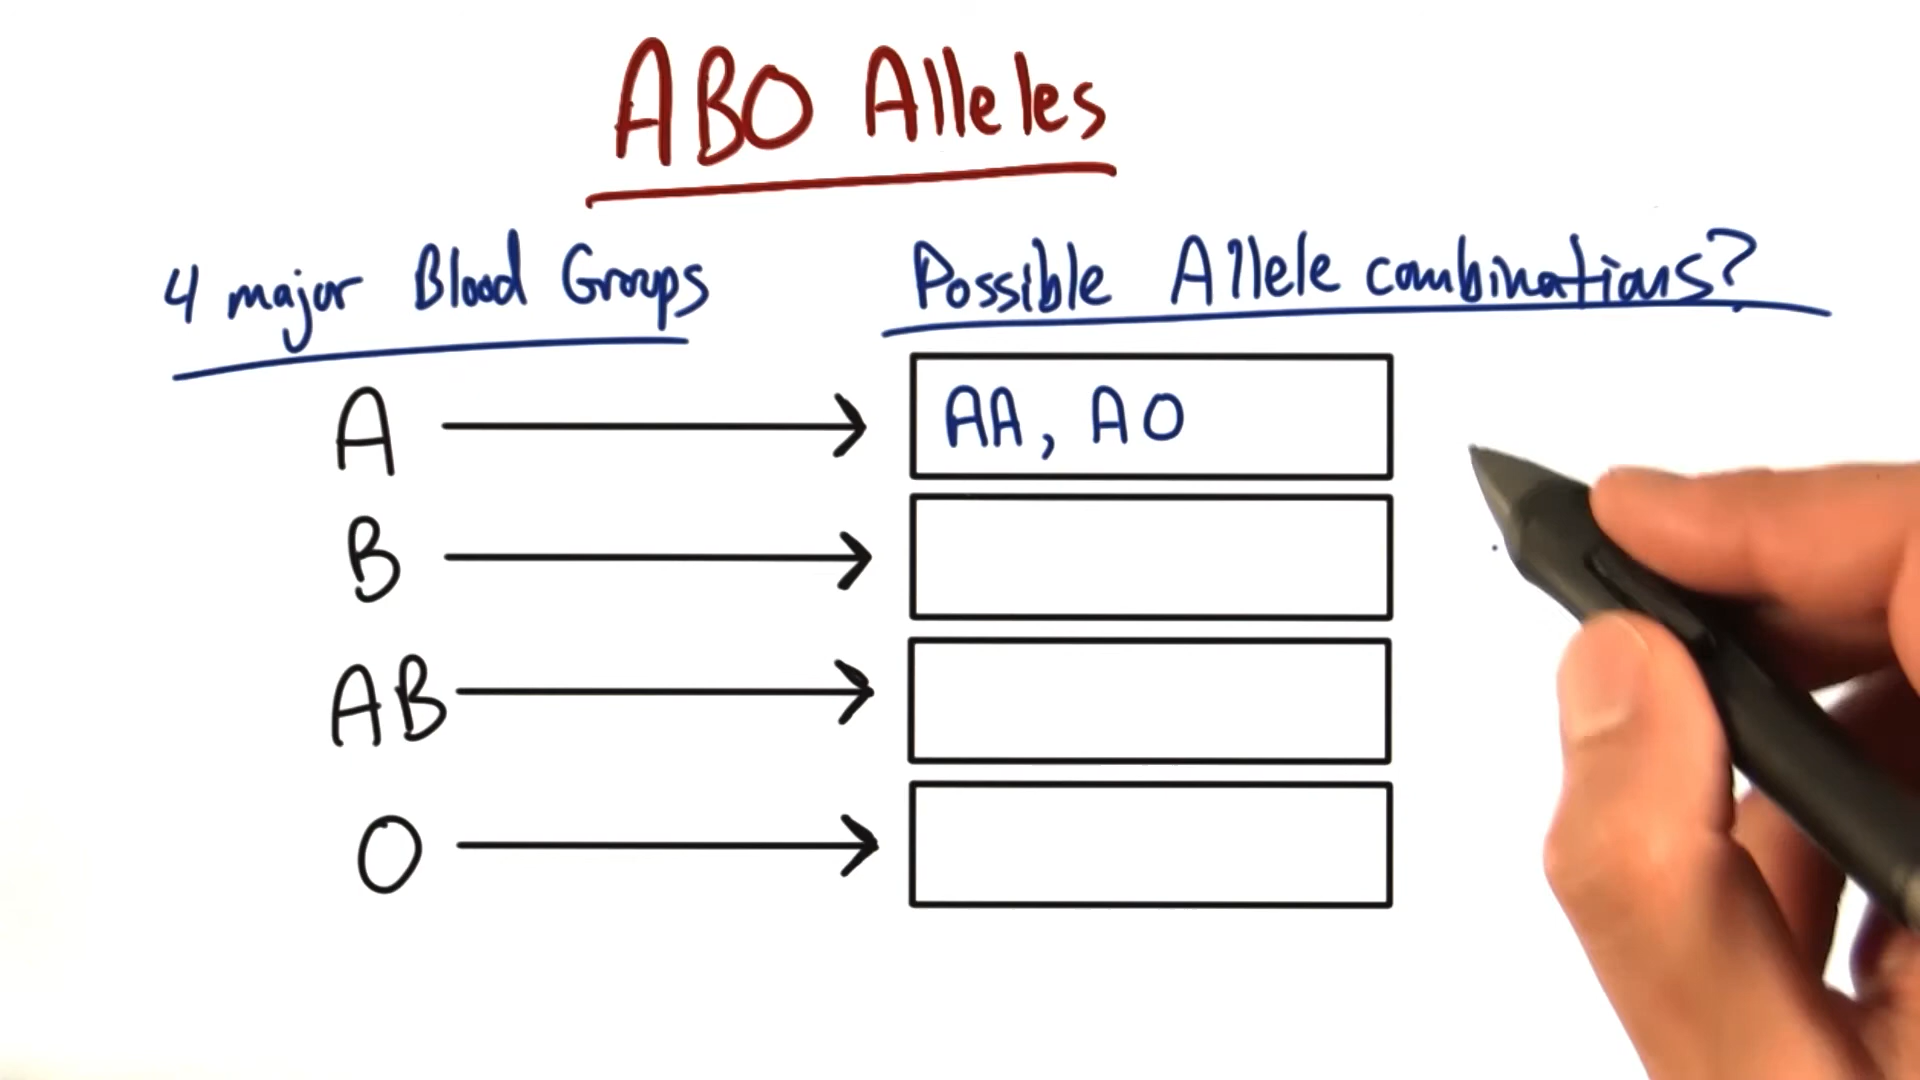 ABO Alleles
4 major Blood Groups
Possible Allele combinations?
A
AA, AO
B
AB
O